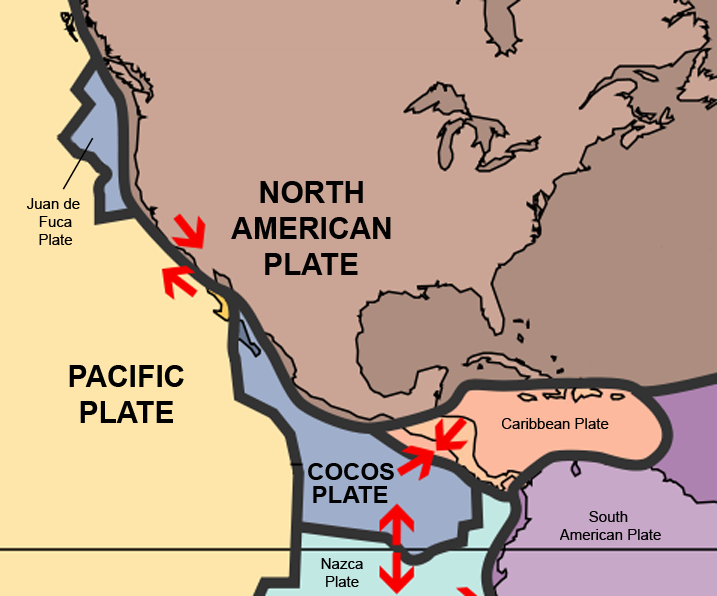 NORTH
AMERICAN
PLATE
Juan de
Fuca
Plate
PACIFIC
PLATE
Caribbean Plate
COCOS
PLATE
South
American Plate
Nazca
Plate